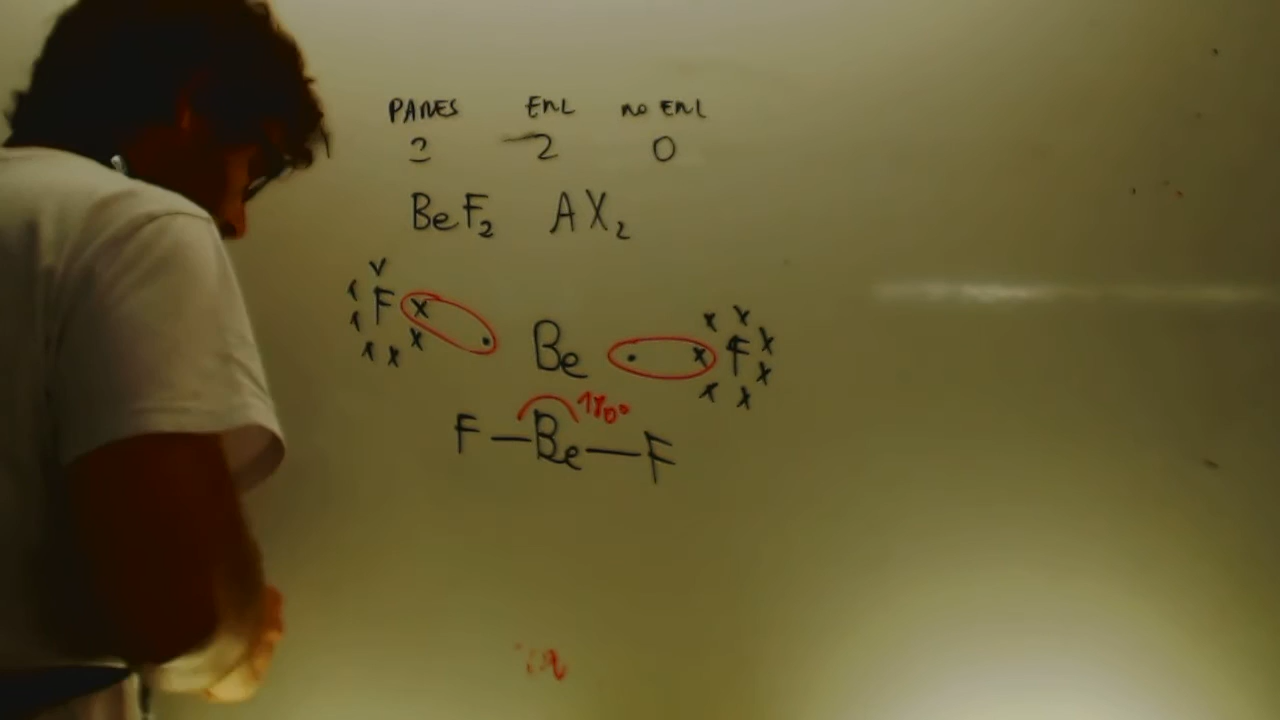 PARES ENL no ENL
2 2 0
BeF₂ AX₂
F x . Be . x F
180°
F—Be—F